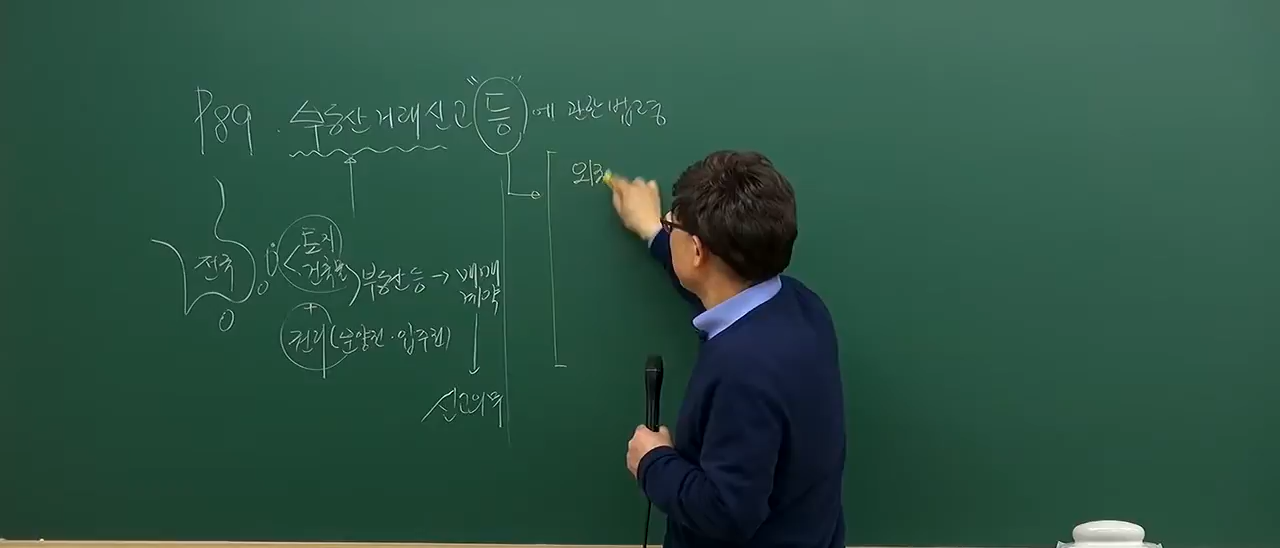 P89. 부동산 거래신고 "등"에 관한 법령
외
전국
토지
건축물
부동산등 → 매매
계약
+
권리(분양권·입주권)
신고의무